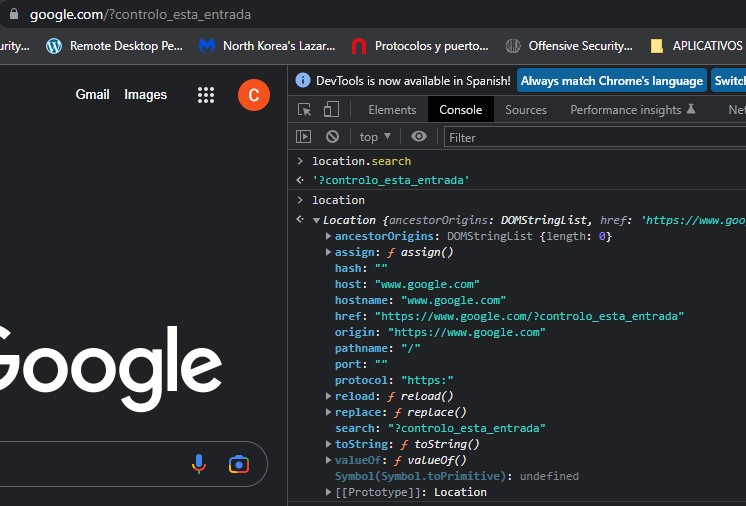 google.com/?controlo_esta_entrada
urity... Remote Desktop Pe... North Korea's Lazar... Protocolos y puerto... Offensive Security... APLICATIVOS
DevTools is now available in Spanish! Always match Chrome's language Switc
Gmail Images C
Elements Console Sources Performance insights Net
top Filter
location.search
'?controlo_esta_entrada'
location
Location {ancestorOrigins: DOMStringList, href: 'https://www.goo
ancestorOrigins: DOMStringList {length: 0}
assign: ƒ assign()
hash: ""
host: "www.google.com"
hostname: "www.google.com"
href: "https://www.google.com/?controlo_esta_entrada"
origin: "https://www.google.com"
pathname: "/"
port: ""
protocol: "https:"
reload: ƒ reload()
replace: ƒ replace()
search: "?controlo_esta_entrada"
toString: ƒ toString()
valueOf: ƒ valueOf()
Symbol(Symbol.toPrimitive): undefined
[[Prototype]]: Location
Google